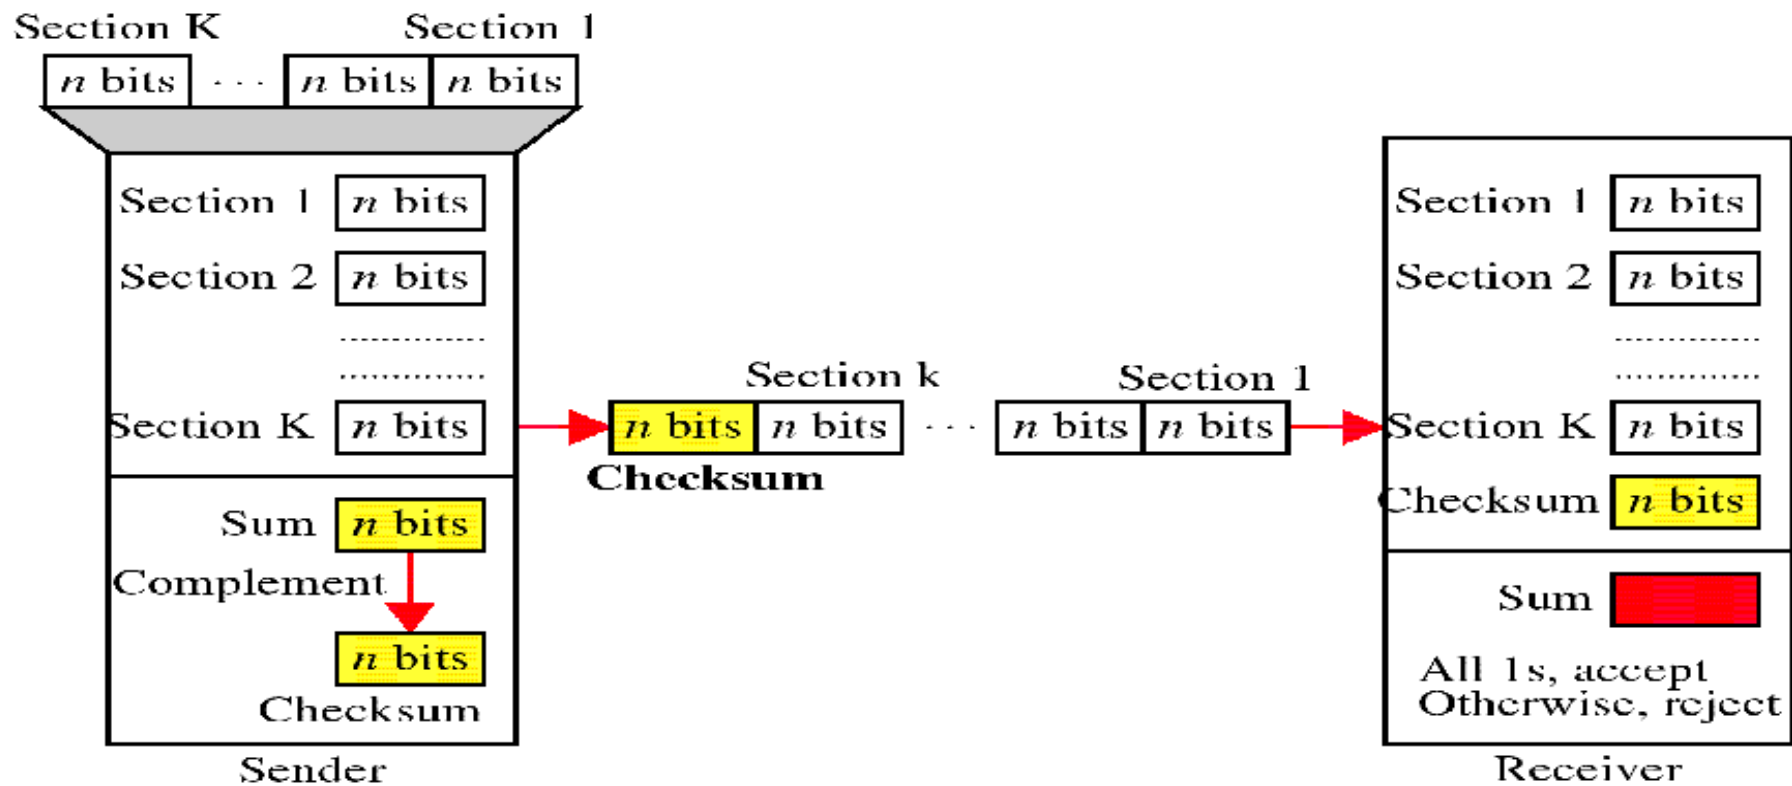 Section K Section 1
n bits · · · n bits n bits
Section 1 n bits
Section 2 n bits
Section K n bits
Sum n bits
Complement
n bits
Checksum
Sender
Section k Section 1
n bits n bits · · · n bits n bits
Checksum
Section 1 n bits
Section 2 n bits
Section K n bits
Checksum n bits
Sum
All 1s, accept
Otherwise, reject
Receiver